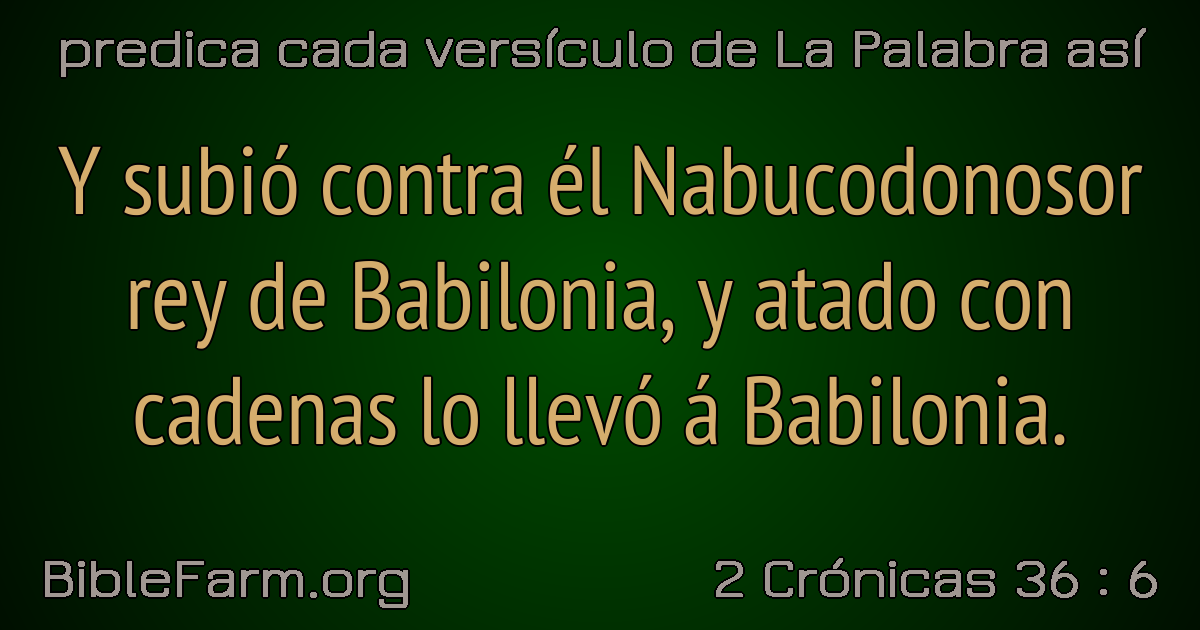 predica cada versículo de La Palabra así
Y subió contra él Nabucodonosor
rey de Babilonia, y atado con
cadenas lo llevó á Babilonia.
BibleFarm.org
2 Crónicas 36 : 6